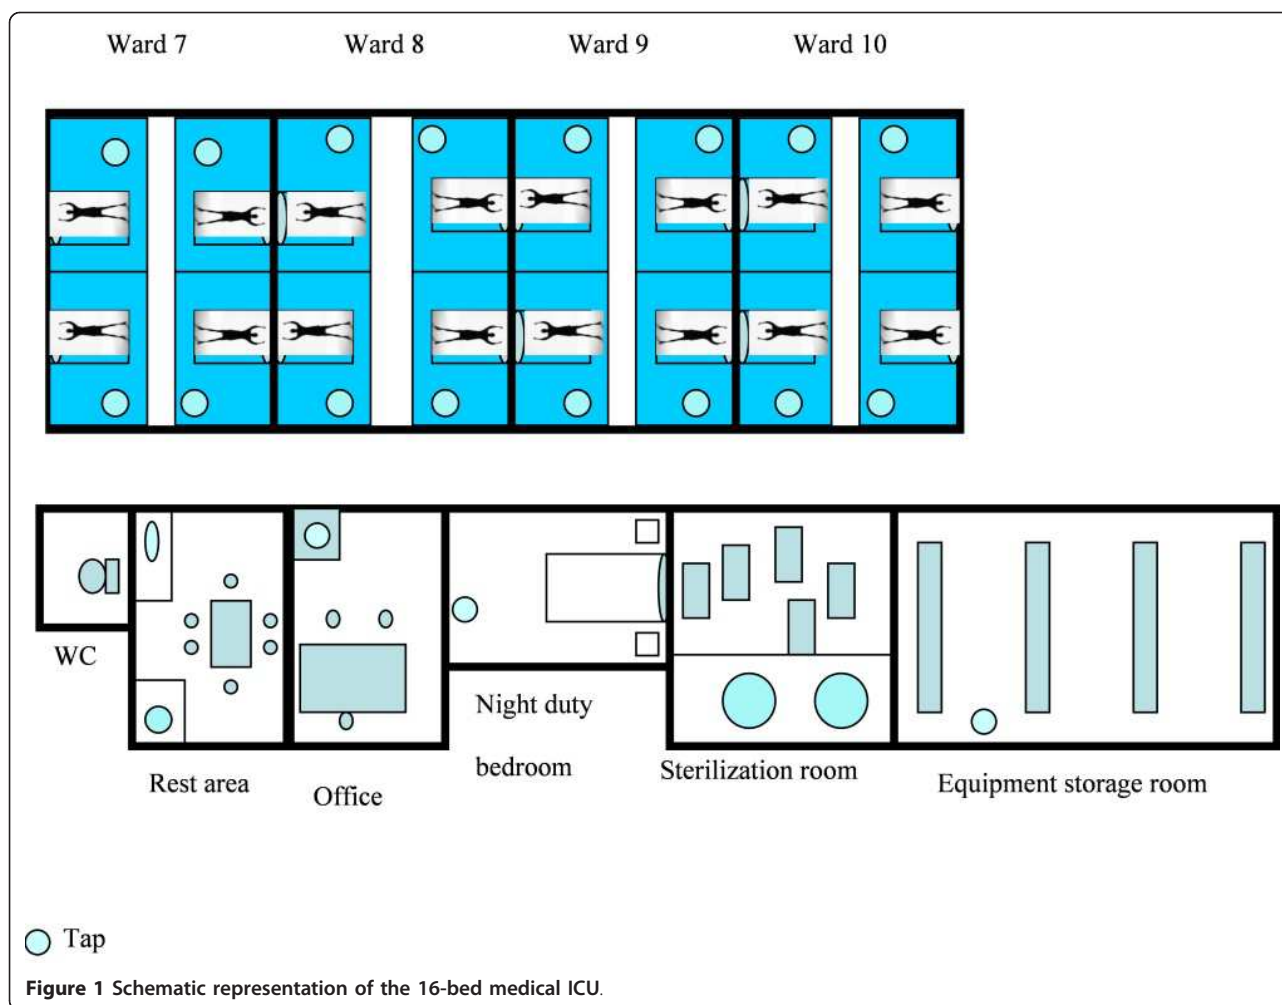 Ward 7
Ward 8
Ward 9
Ward 10
WC
Rest area
Office
Night duty
bedroom
Sterilization room
Equipment storage room
Tap
Figure 1 Schematic representation of the 16-bed medical ICU.